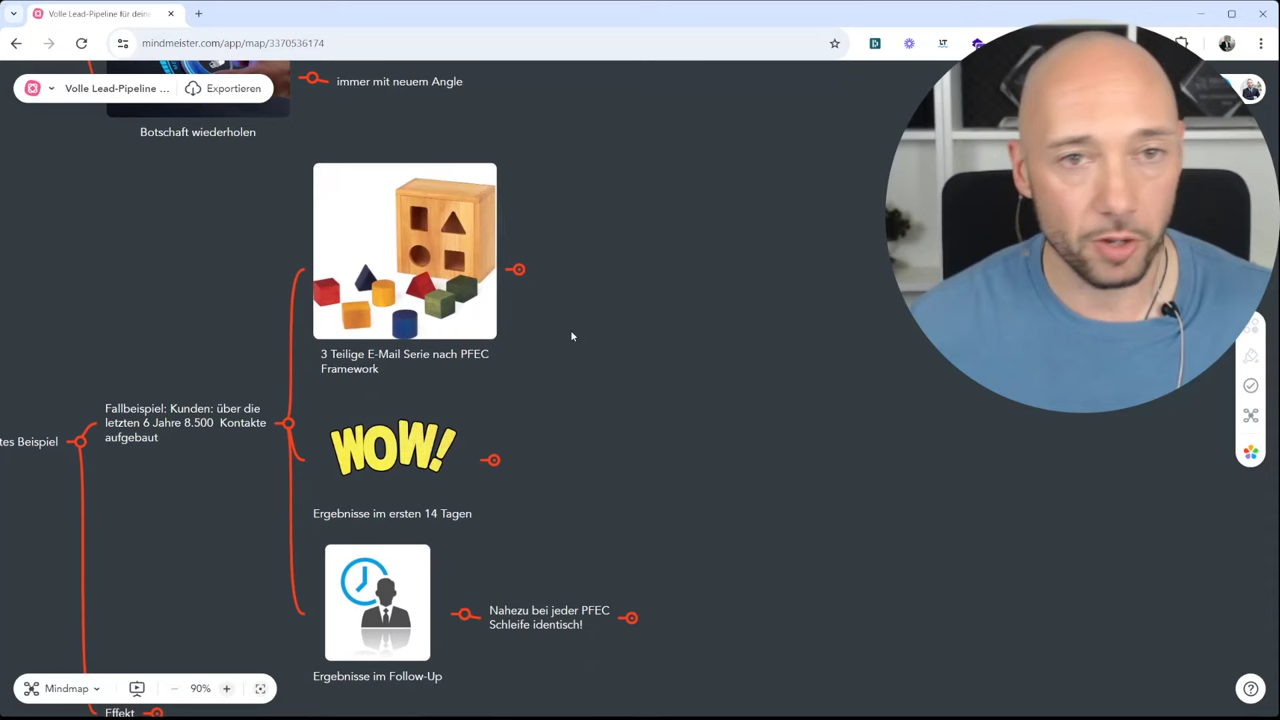 Volle Lead-Pipeline für deine
mindmeister.com/app/map/3370536174
LT
Volle Lead-Pipeline ...
Exportieren
immer mit neuem Angle
Botschaft wiederholen
3 Teilige E-Mail Serie nach PFEC
Framework
Fallbeispiel: Kunden: über die
letzten 6 Jahre 8.500 Kontakte
aufgebaut
tes Beispiel
WOW!
Ergebnisse im ersten 14 Tagen
Nahezu bei jeder PFEC
Schleife identisch!
Ergebnisse im Follow-Up
Mindmap
90%
Effekt